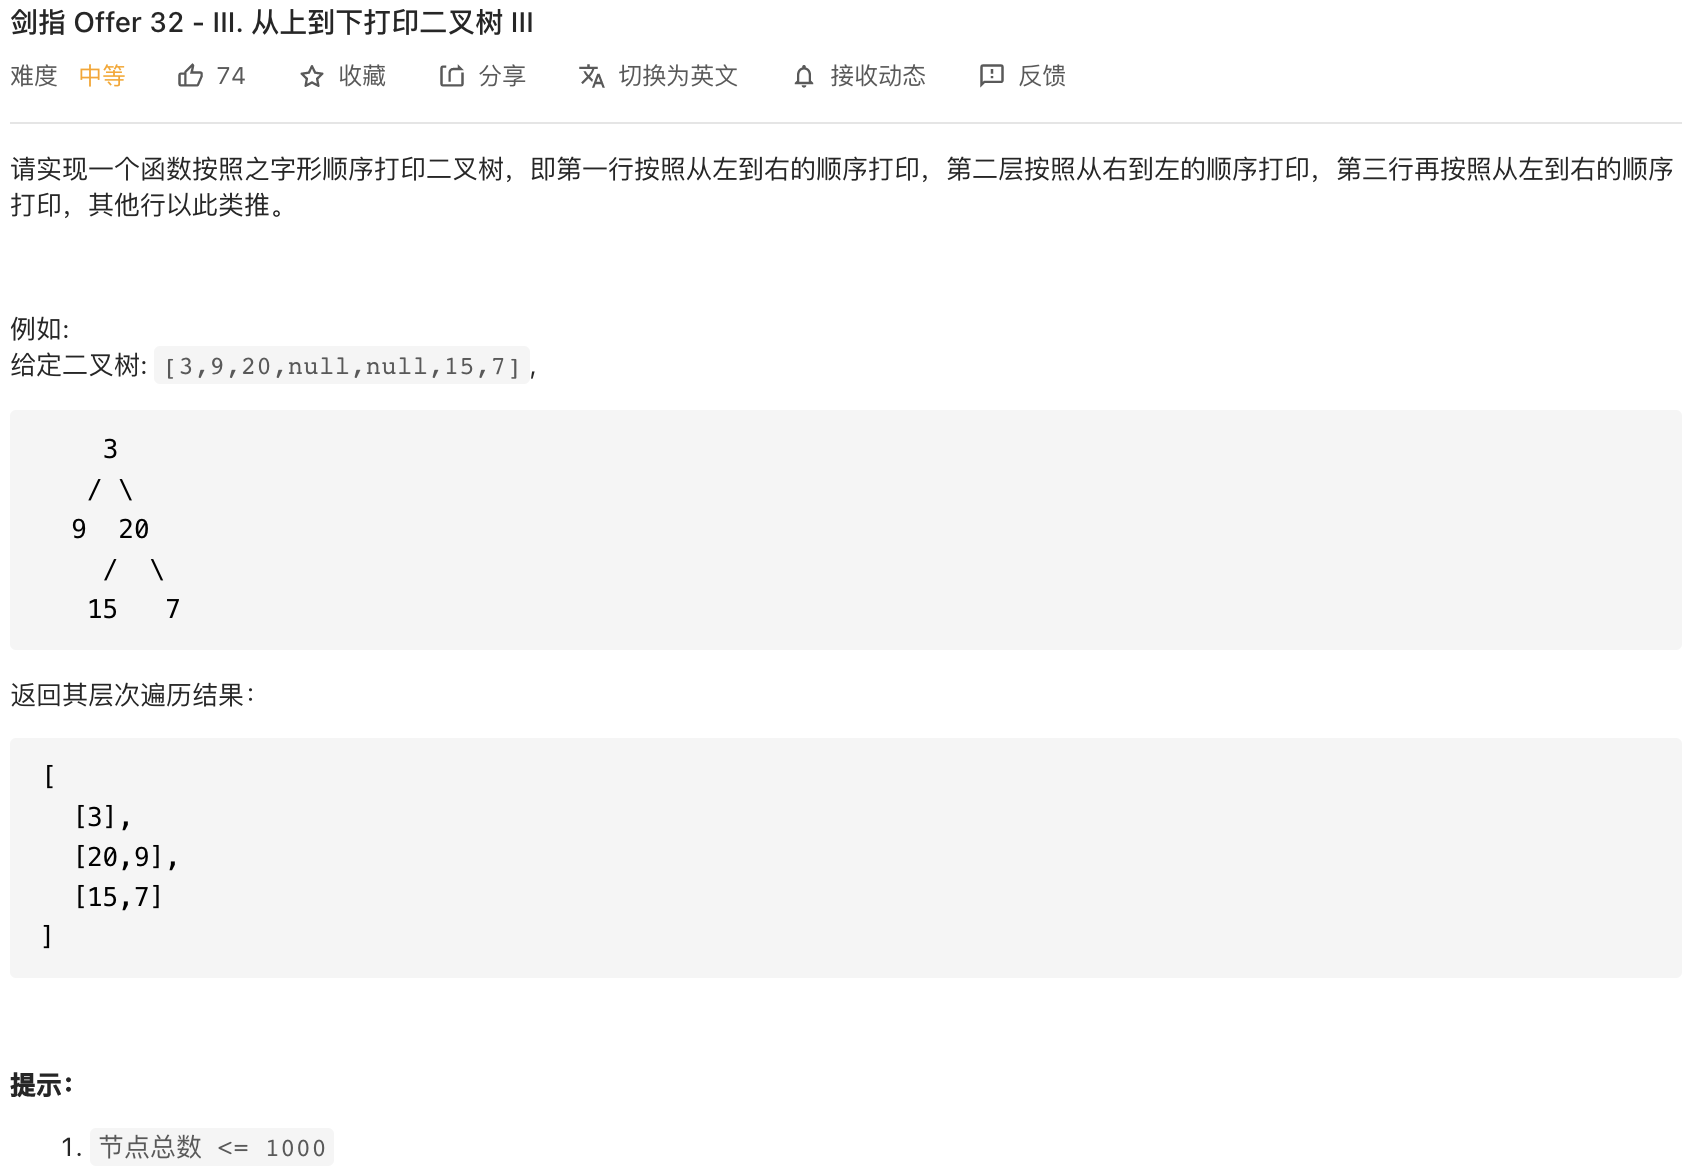 剑指 Offer 32 - III. 从上到下打印二叉树 III
难度 中等 74 收藏 分享 切换为英文 接收动态 反馈
请实现一个函数按照之字形顺序打印二叉树，即第一行按照从左到右的顺序打印，第二层按照从右到左的顺序打印，第三行再按照从左到右的顺序
打印，其他行以此类推。
例如:
给定二叉树: [3,9,20,null,null,15,7],
3
/ \
9 20
/ \
15 7
返回其层次遍历结果：
[
[3],
[20,9],
[15,7]
]
提示：
1. 节点总数 <= 1000